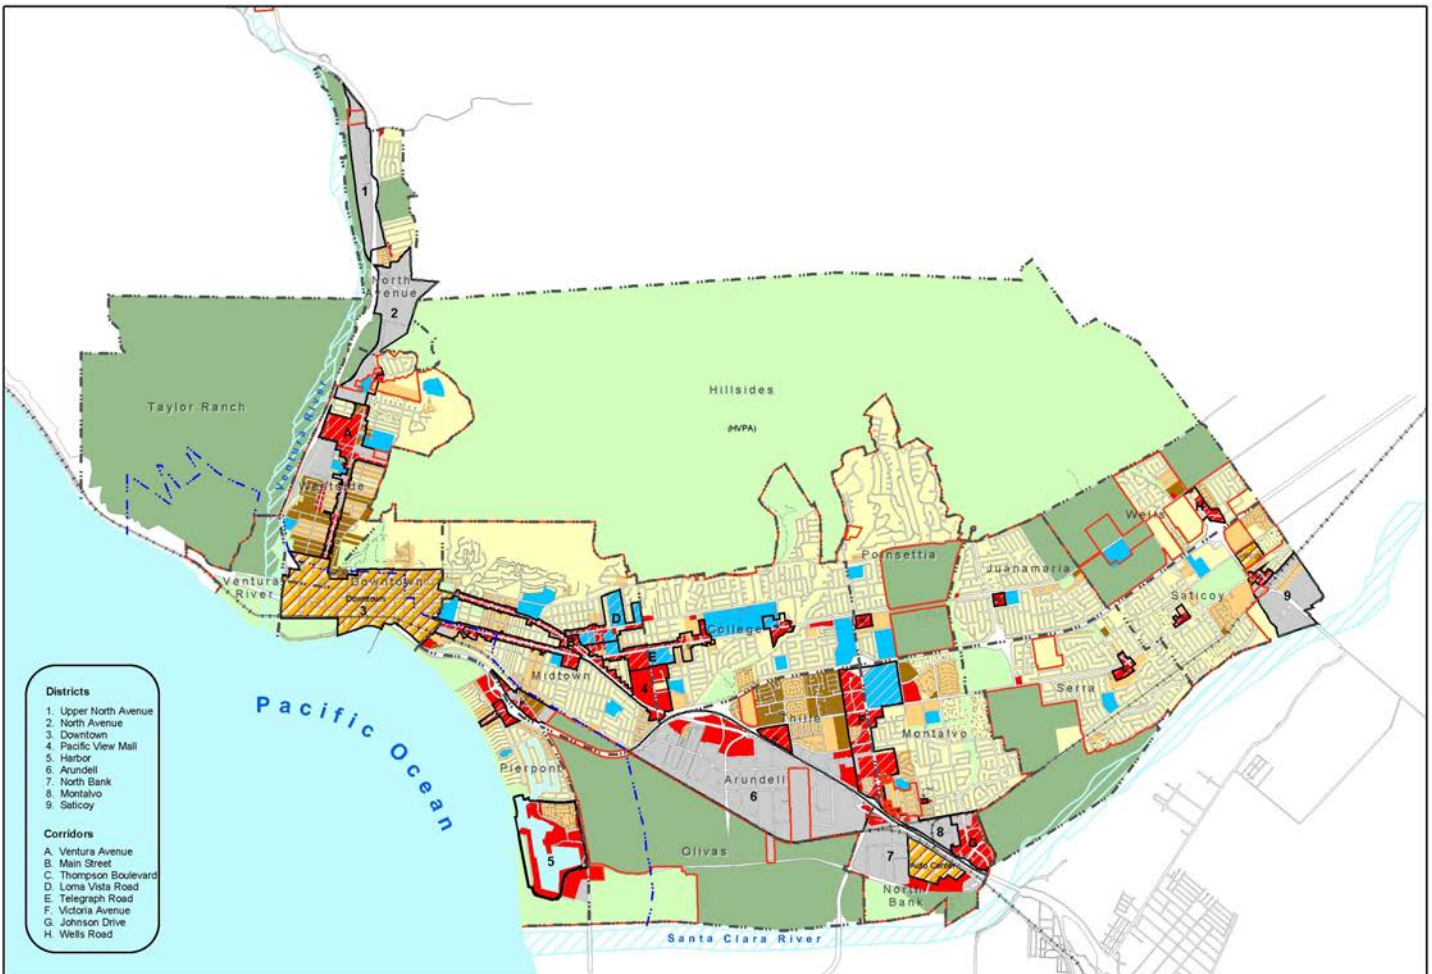 1
North
Avenue
2
Hillsides
(HVPA)
Taylor Ranch
Ventura River
A
Westside
Wells
H
Poinsettia
Juanamaria
Ventura
River
Downtown
Downtown
3
Saticoy
9
D
College
E
B
C
Midtown
4
Serra
Thille
F
Montalvo
Pacific Ocean
Pierpont
Arundell
6
5
Olivas
7
8
G
Auto Center
North
Bank
Santa Clara River
Districts
1. Upper North Avenue
2. North Avenue
3. Downtown
4. Pacific View Mall
5. Harbor
6. Arundell
7. North Bank
8. Montalvo
9. Saticoy
Corridors
A. Ventura Avenue
B. Main Street
C. Thompson Boulevard
D. Loma Vista Road
E. Telegraph Road
F. Victoria Avenue
G. Johnson Drive
H. Wells Road